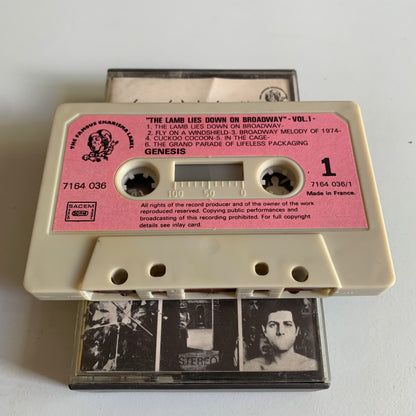 THE FAMOUS CHARISMA LABEL
"THE LAMB LIES DOWN ON BROADWAY"-VOL.I-
1. THE LAMB LIES DOWN ON BROADWAY-
2. FLY ON A WINDSHIELD-3. BROADWAY MELODY OF 1974-
4. CUCKOO COCOON-5. IN THE CAGE-
6. THE GRAND PARADE OF LIFELESS PACKAGING
GENESIS
7164 036
1
7164 036/1
Made in France.
100 50 0
SACEM
All rights of the record producer and of the owner of the work
reproduced reserved. Copying public performances and
broadcasting of this recording prohibited. For full copyright
details see inlay card.
STEREO